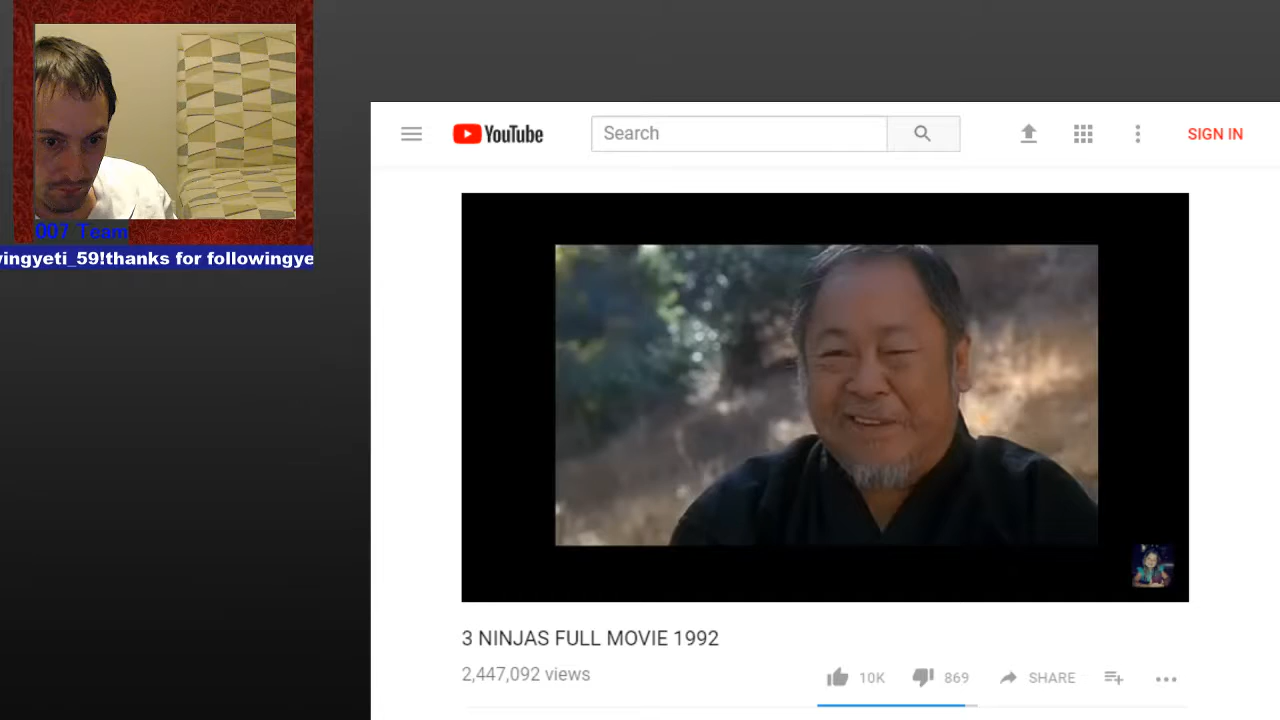 YouTube
Search
SIGN IN
007 Team
vingyeti_59!thanks for followingye
3 NINJAS FULL MOVIE 1992
2,447,092 views
10K
869
SHARE